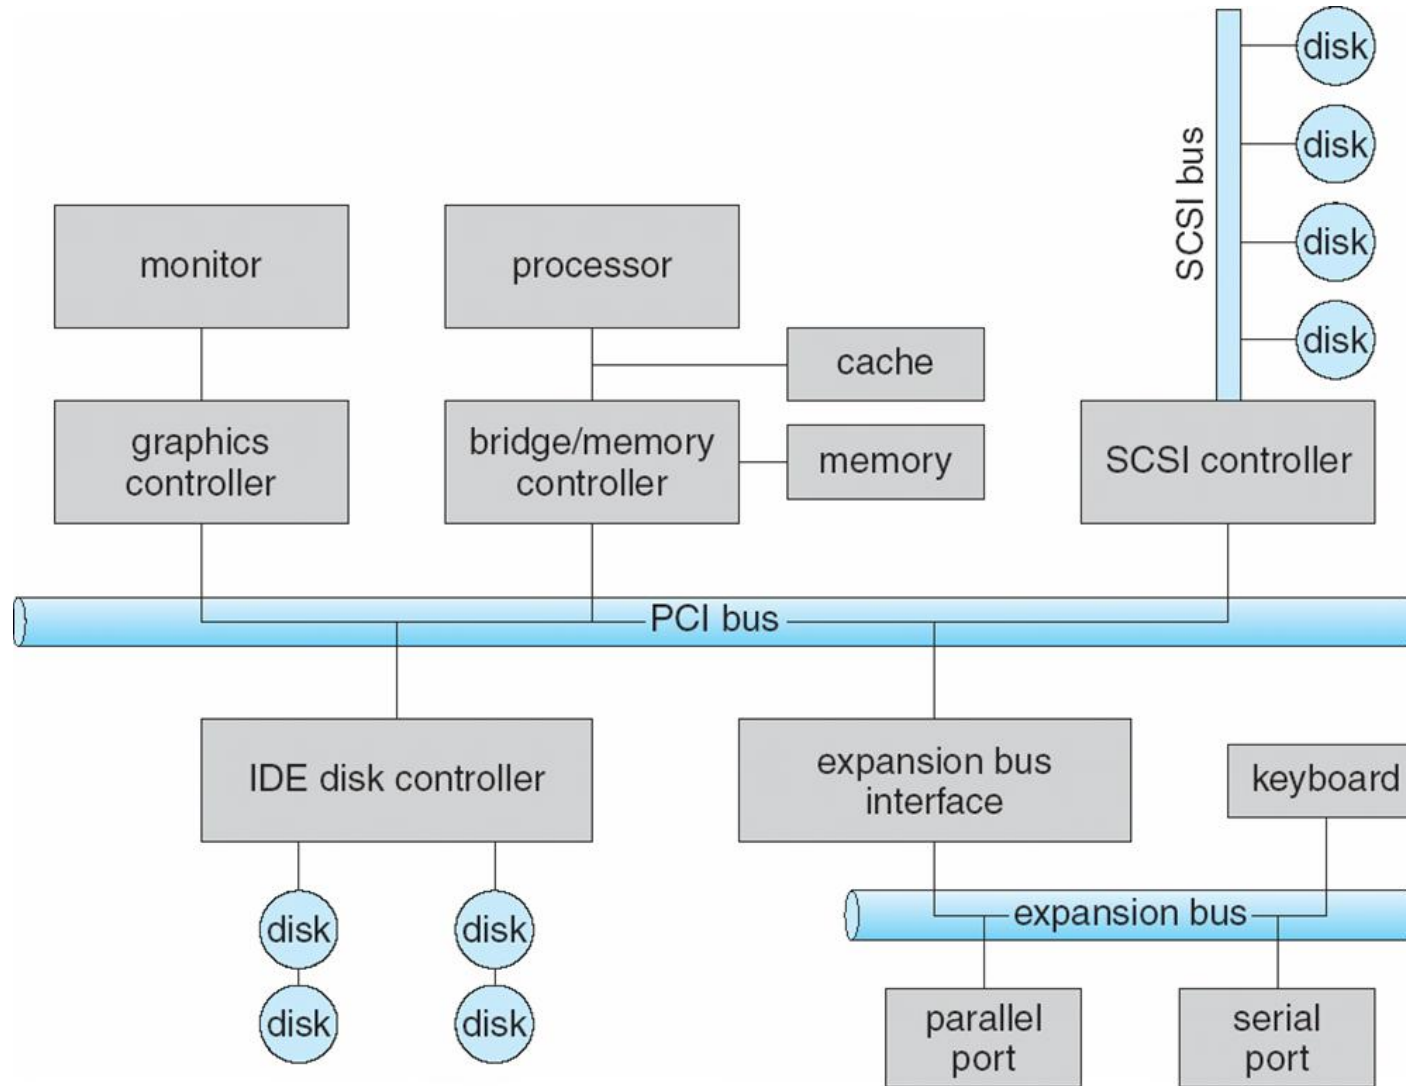 disk
disk
SCSI bus
disk
disk
monitor
processor
cache
graphics
controller
bridge/memory
controller
memory
SCSI controller
PCI bus
IDE disk controller
expansion bus
interface
keyboard
disk
disk
expansion bus
disk
disk
parallel
port
serial
port